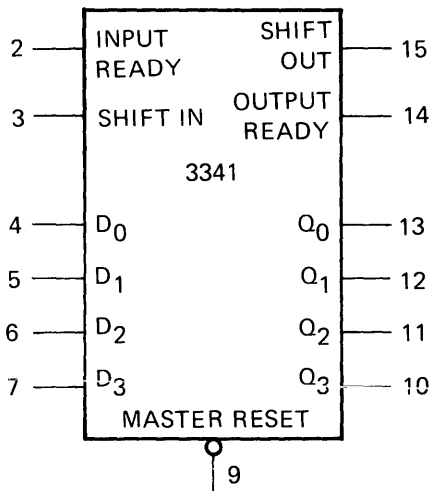 2 INPUT READY SHIFT OUT 15
3 SHIFT IN OUTPUT READY 14
3341
4 D0 Q0 13
5 D1 Q1 12
6 D2 Q2 11
7 D3 Q3 10
MASTER RESET
9